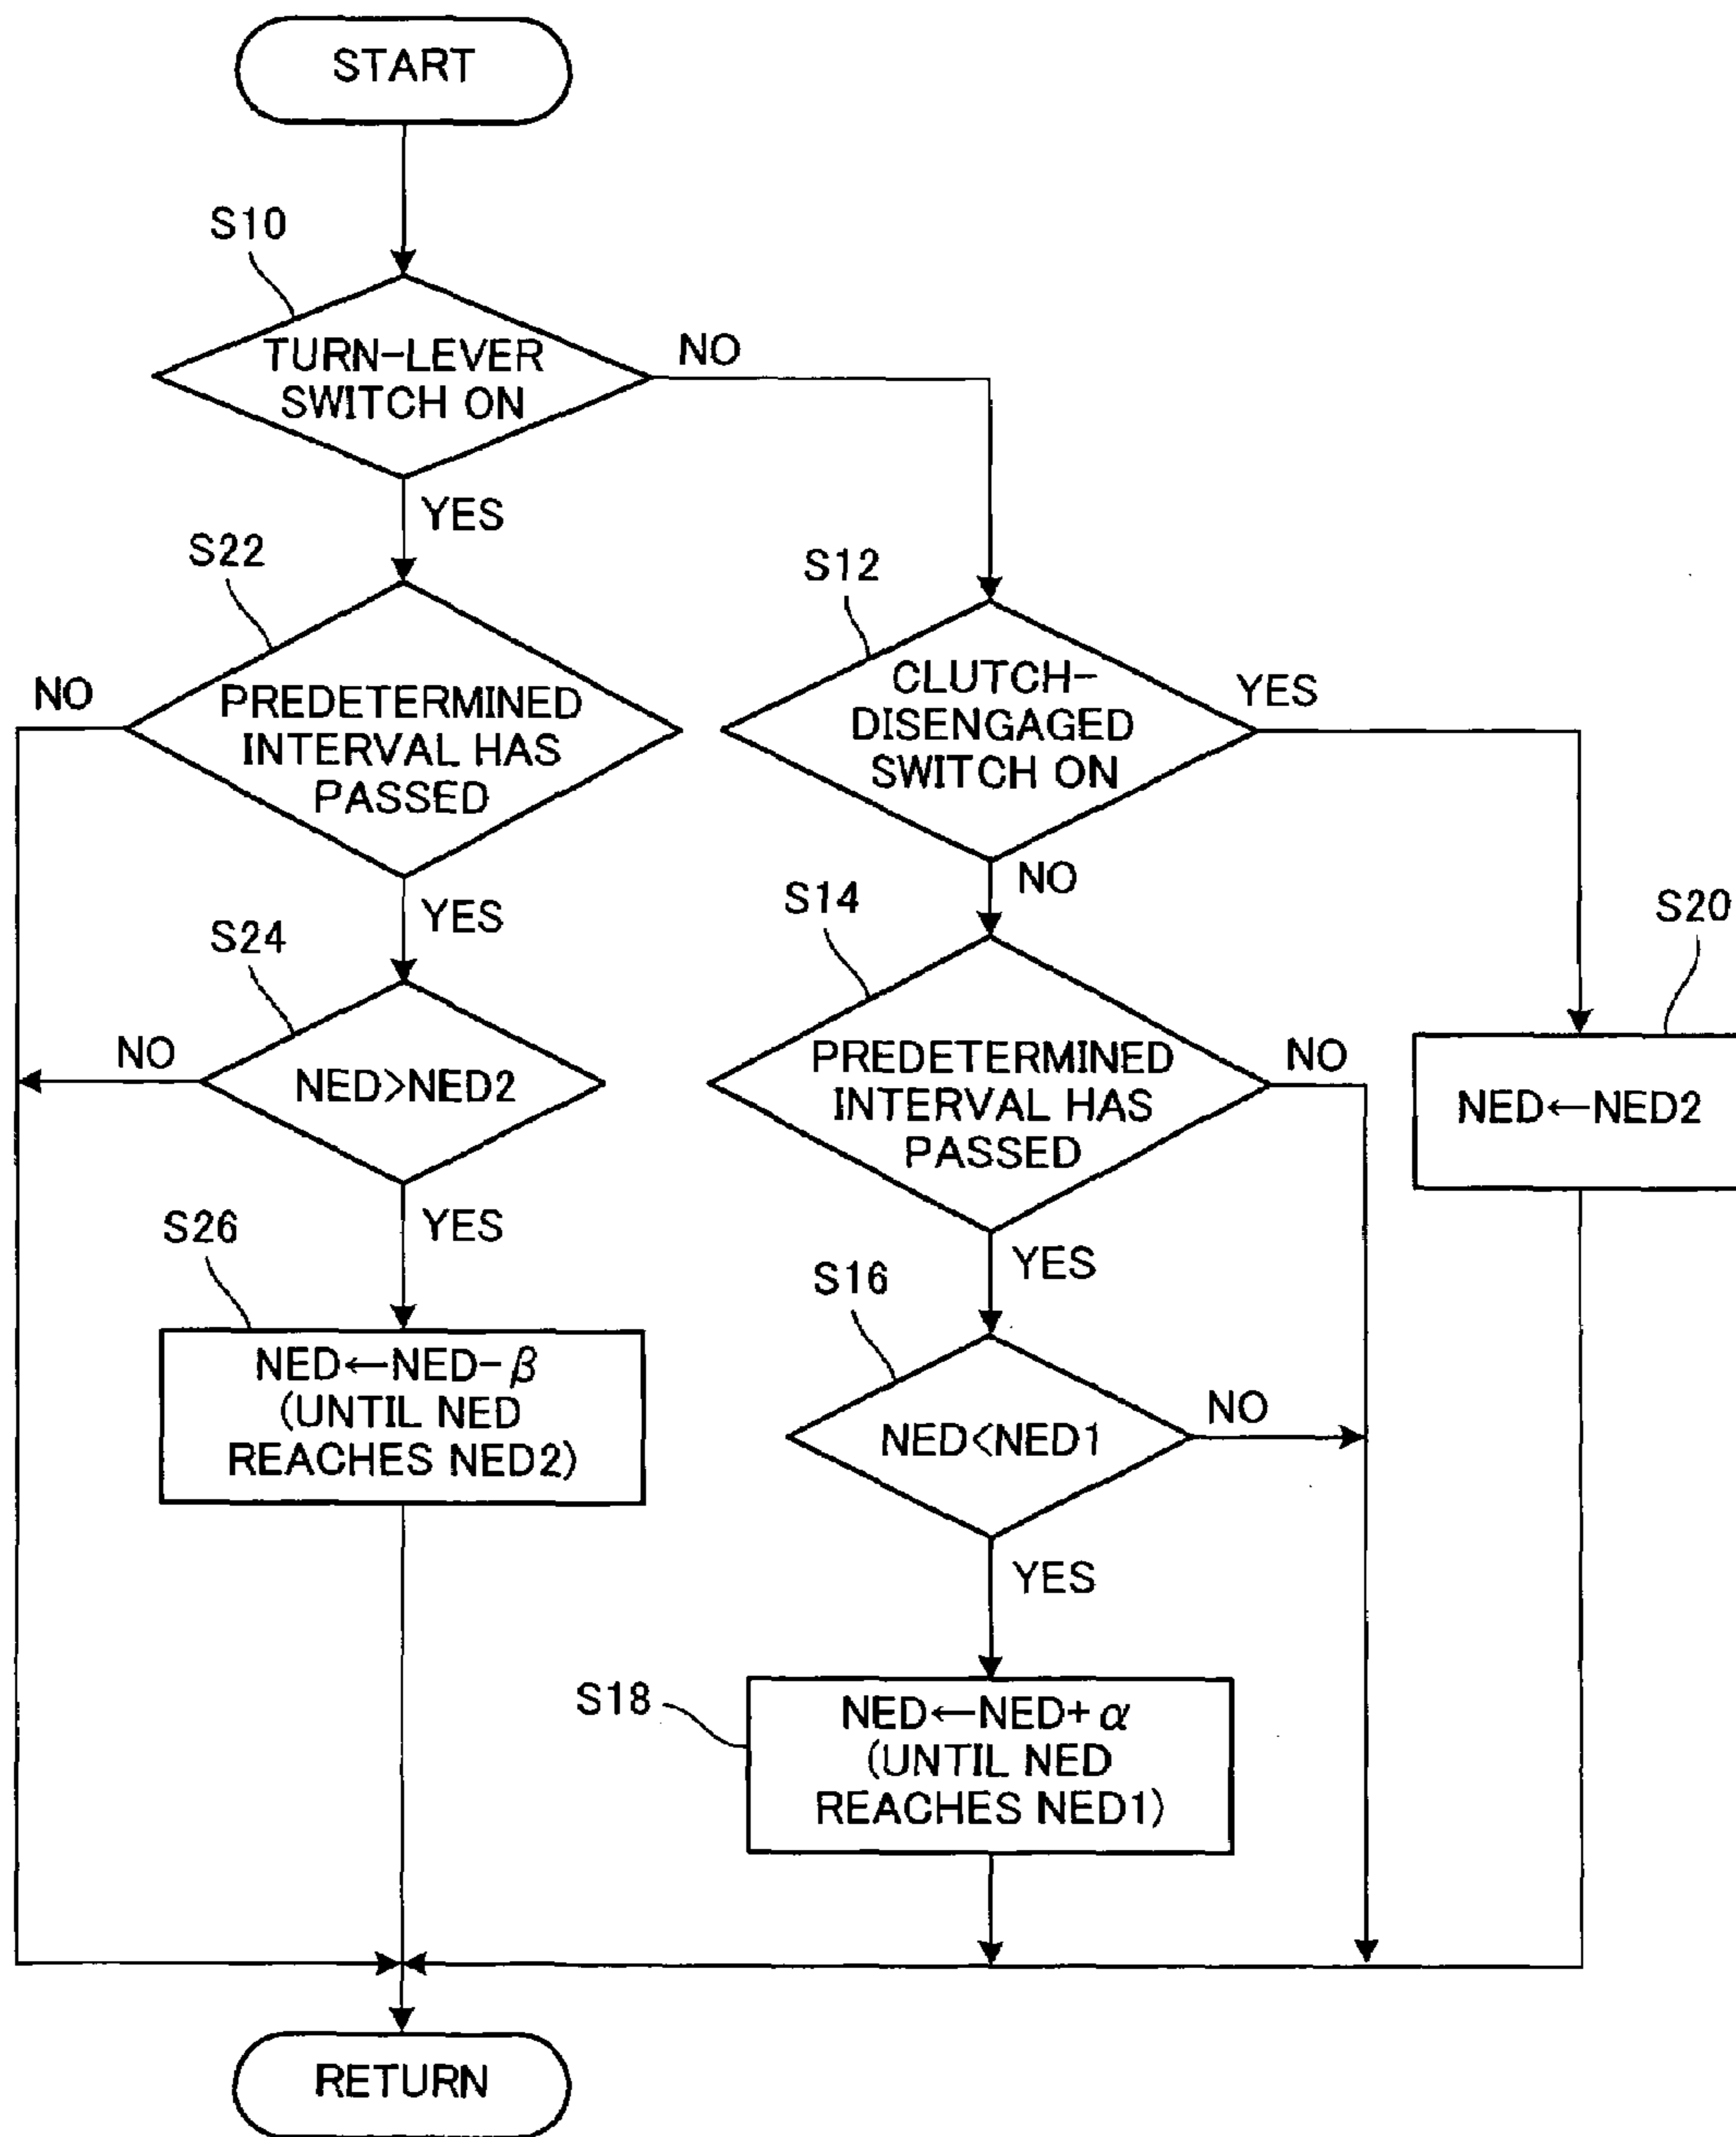 START
S10
TURN-LEVER
SWITCH ON
NO
YES
S22
PREDETERMINED
INTERVAL HAS
PASSED
NO
YES
S12
CLUTCH-
DISENGAGED
SWITCH ON
YES
NO
S24
NED>NED2
NO
YES
S14
PREDETERMINED
INTERVAL HAS
PASSED
NO
YES
S20
NED←NED2
S26
NED←NED-β
(UNTIL NED
REACHES NED2)
S16
NED<NED1
NO
YES
S18
NED←NED+α
(UNTIL NED
REACHES NED1)
RETURN